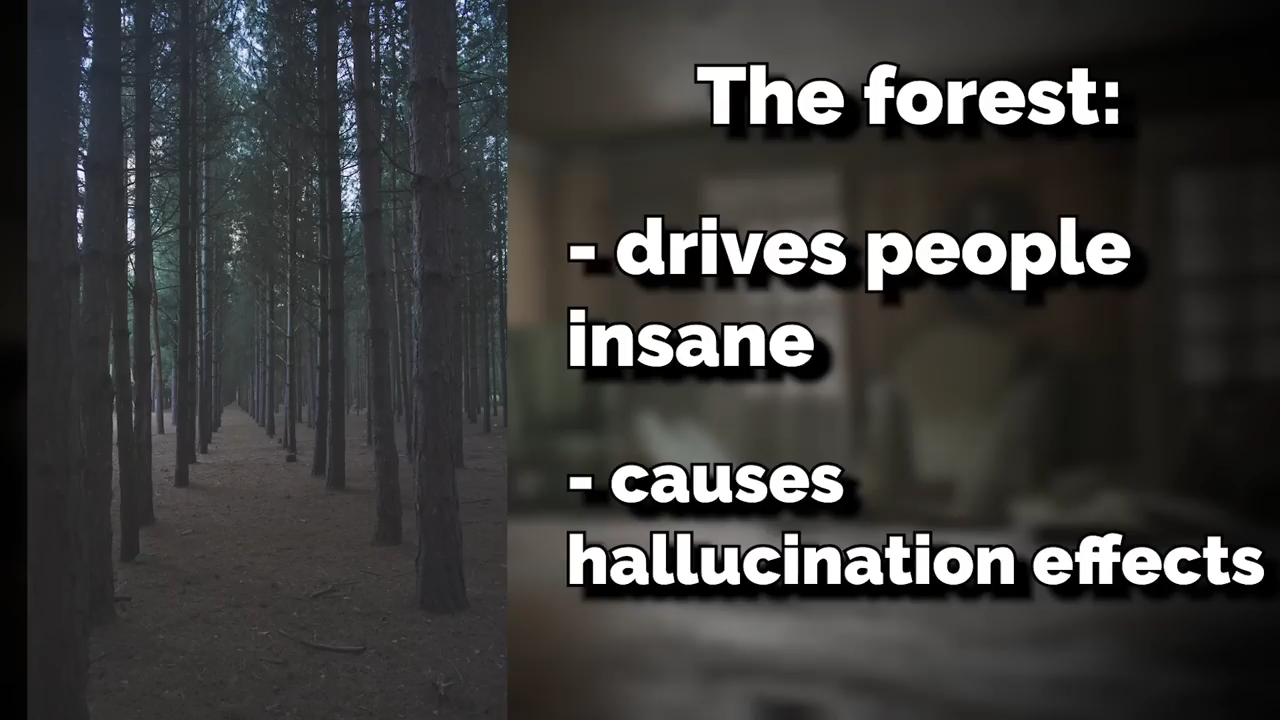 The forest:
- drives people
insane
- causes
hallucination effects